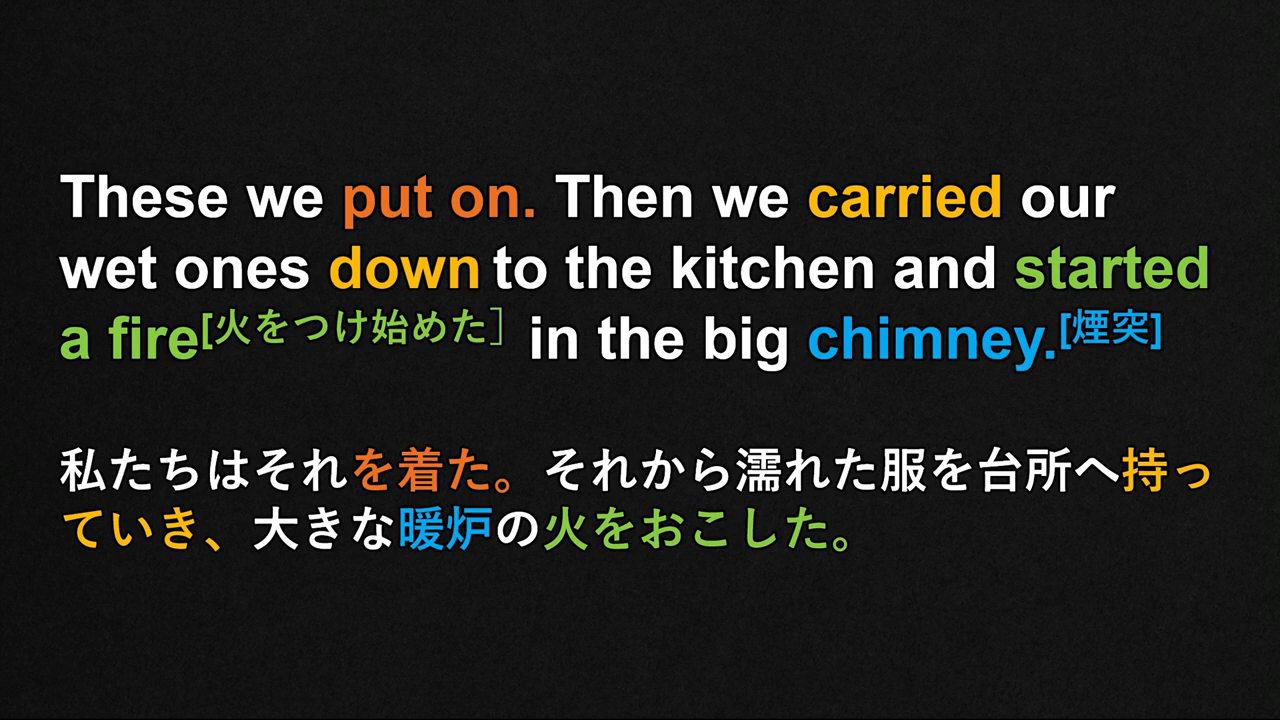 These we put on. Then we carried our
wet ones down to the kitchen and started
a fire[火をつけ始めた］ in the big chimney.[煙突]
私たちはそれを着た。それから濡れた服を台所へ持っ
ていき、大きな暖炉の火をおこした。